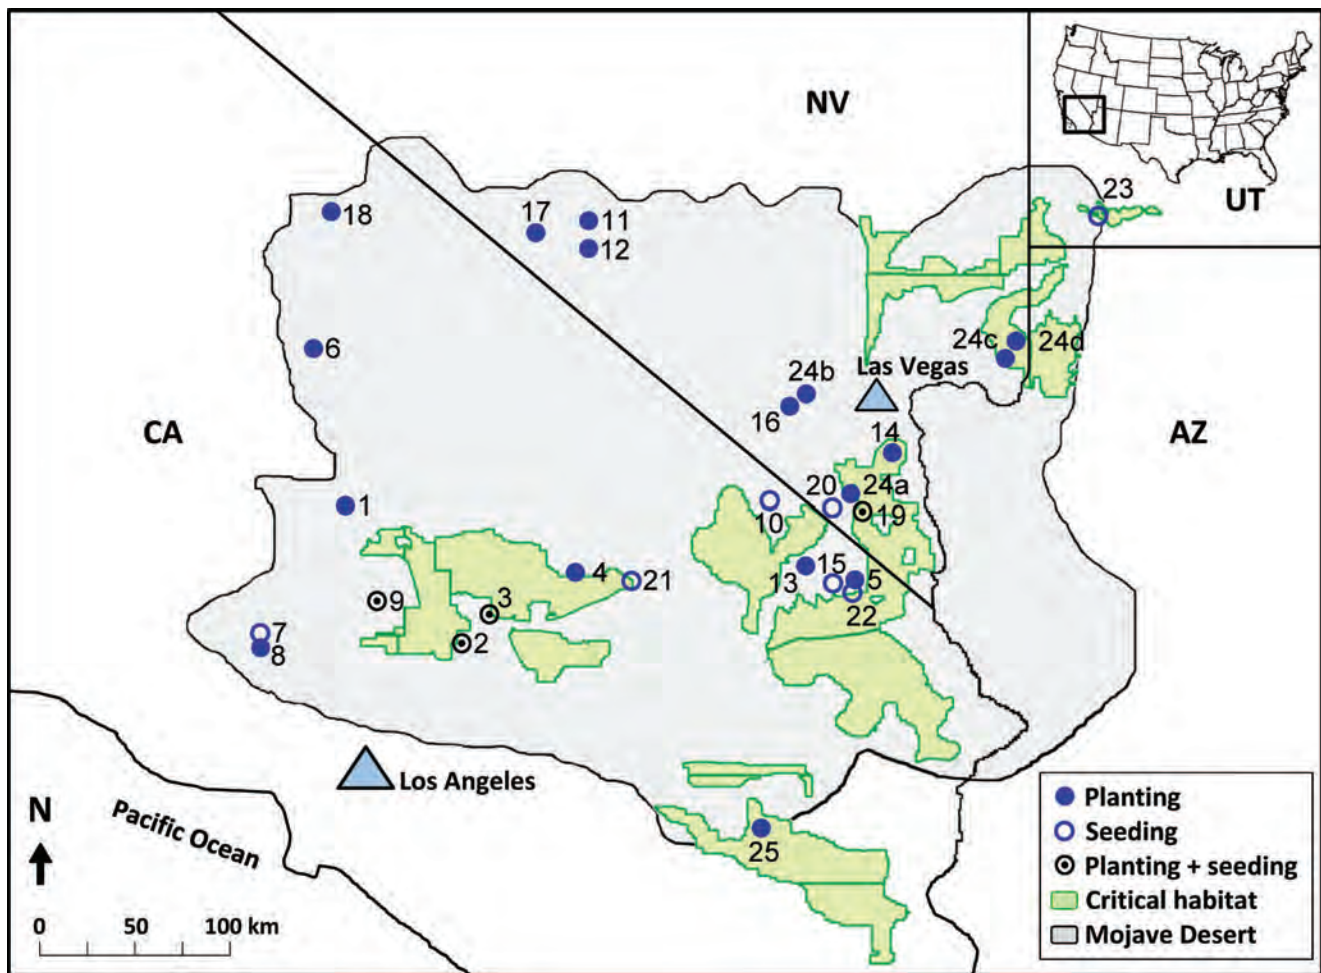 NV
UT
23
18
17
11
12
6
24c
24d
Las Vegas
24b
16
CA
AZ
14
1
20
24a
10
19
13
15
5
4
21
22
9
3
2
7
8
Los Angeles
N
Pacific Ocean
25
0 50 100 km
Planting
Seeding
Planting + seeding
Critical habitat
Mojave Desert